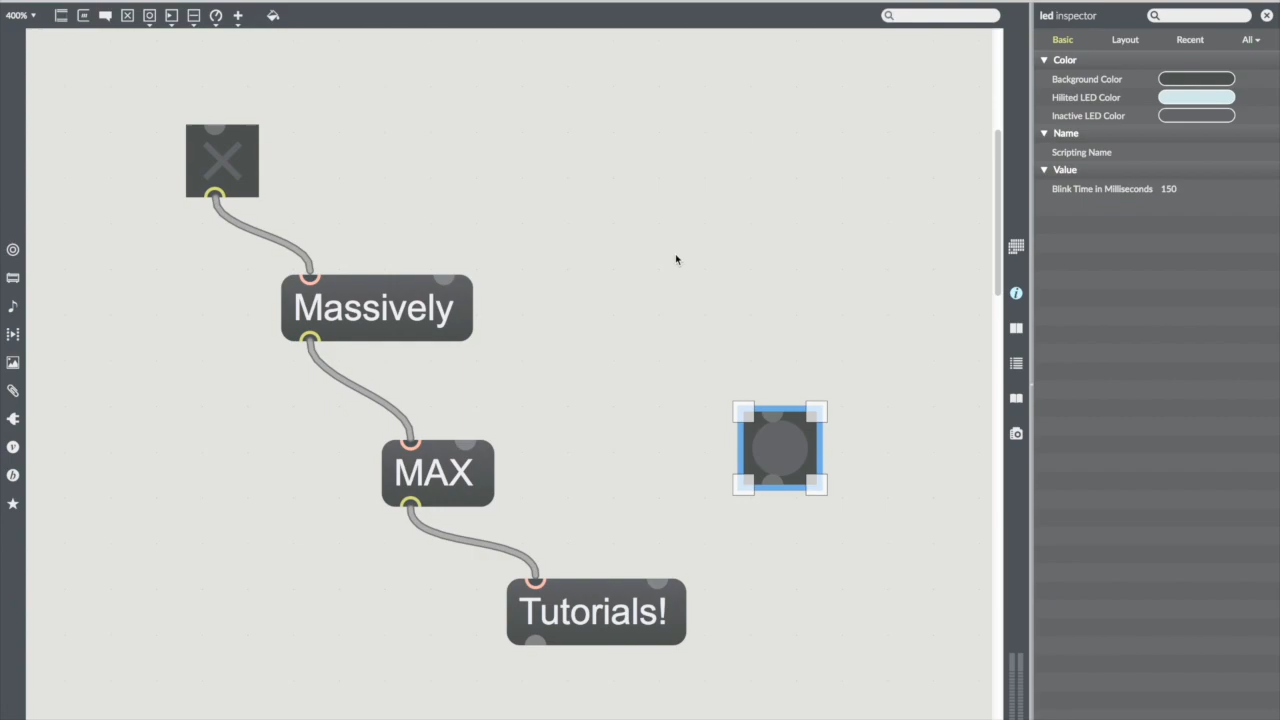 400%
led inspector
Basic Layout Recent All
Color
Background Color
Hilited LED Color
Inactive LED Color
Name
Scripting Name
Value
Blink Time in Milliseconds 150
Massively
MAX
Tutorials!